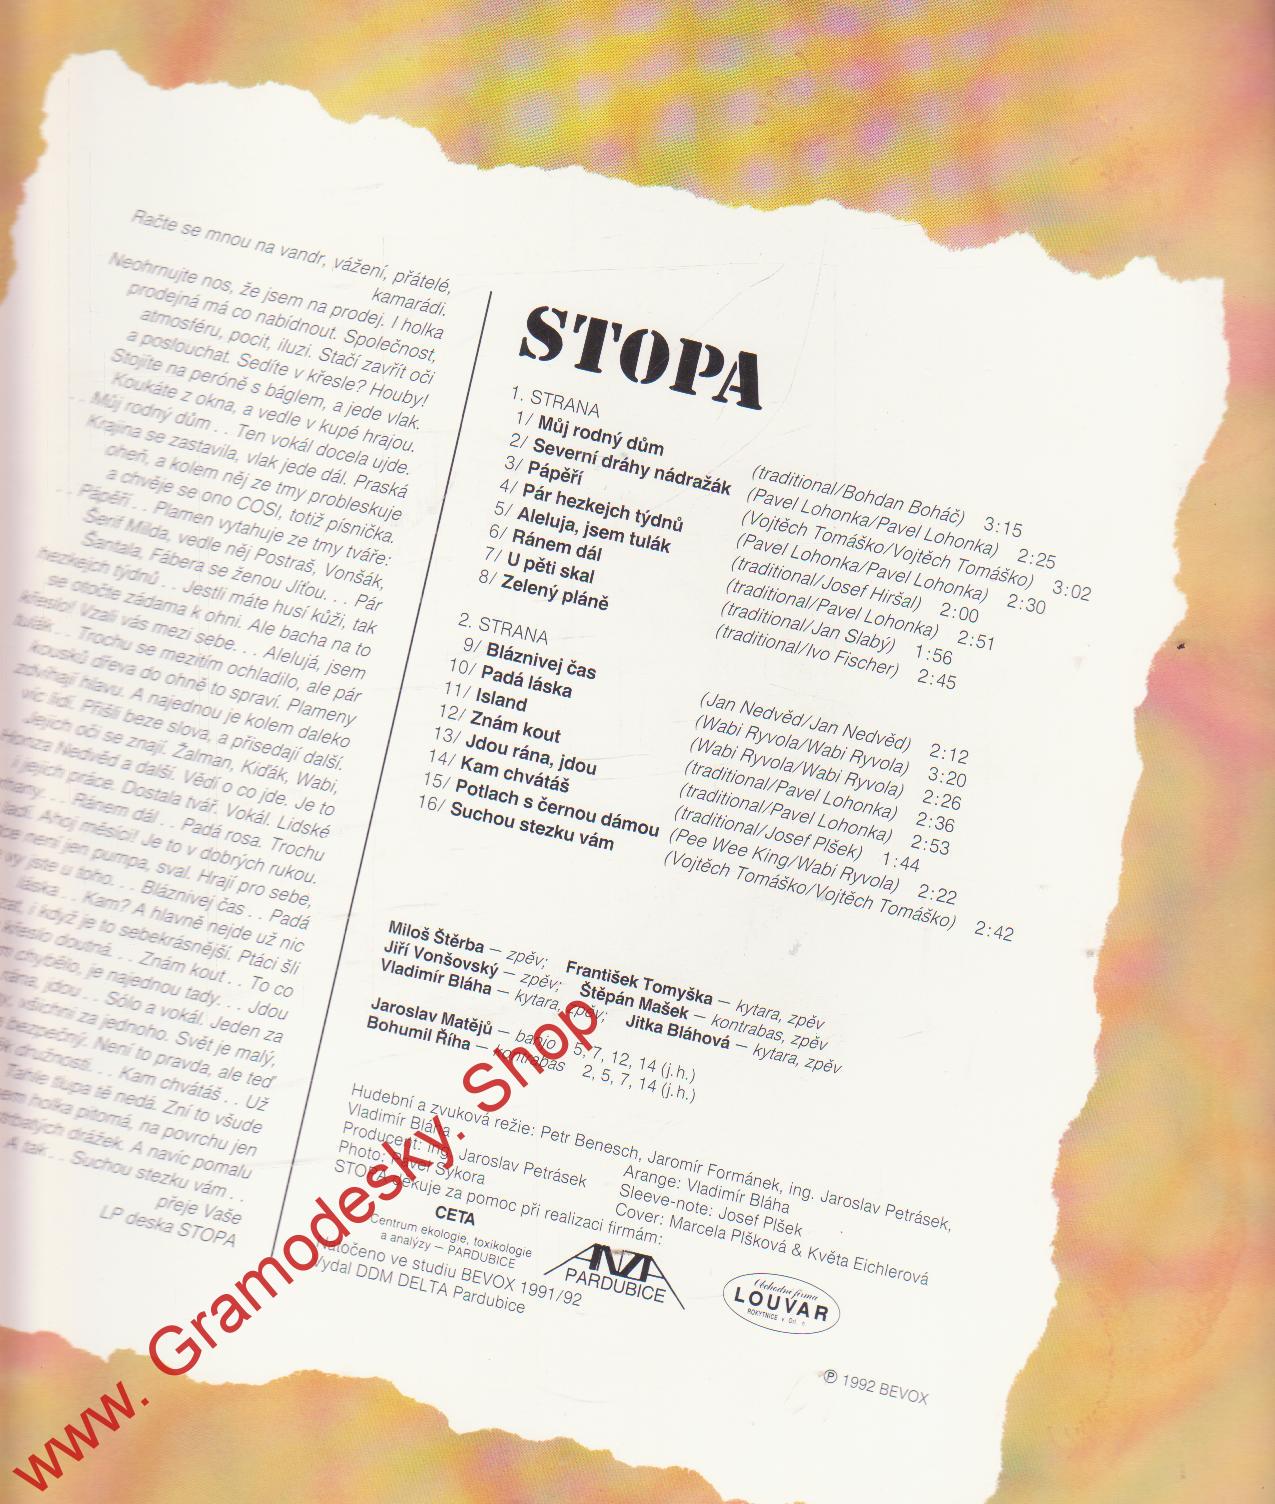 Račte se mnou na vandr, vážení, přátelé,
kamarádi.
Neohrnujte nos, že jsem na prodej. I holka
prodejná má co nabídnout. Společnost,
atmosféru, pocit, iluzi. Stačí zavřít oči
a poslouchat. Sedíte v křesle? Houby!
Stojíte na peróně s báglem, a jede vlak.
Koukáte z okna, a vedle v kupé hrajou.
. . Můj rodný dům . . Ten vokál docela ujde.
Krajina se zastavila, vlak jede dál. Praská
oheň, a kolem něj ze tmy probleskuje
a chvěje se ono COSI, totiž písnička.
. . Pápěří . . Plamen vytahuje ze tmy tváře:
Šerif Milda, vedle něj Postraš, Vonšák,
Šantala, Fábera se ženou Jiťou. . . Pár
hezkejch týdnů . . Jestli máte husí kůži, tak
se otočte zádama k ohni. Ale bacha na to
křeslo! Vzali vás mezi sebe. . . Alelujá, jsem
tulák . . Trochu se mezitím ochladilo, ale pár
kousků dřeva do ohně to spraví. Plameny
zdvíhají hlavu. A najednou je kolem daleko
víc lidí. Přišli beze slova, a přisedají další.
Jejich oči se znají. Žalman, Kiďák, Wabi,
Honza Nedvěd a další. Vědí o co jde. Je to
jejich práce. Dostala tvář. Vokál. Lidské
. . Ránem dál . . Padá rosa. Trochu
ladí. Ahoj měsíci! Je to v dobrých rukou.
není jen pumpa, sval. Hrají pro sebe,
vy jste u toho. . . Bláznivej čas . . Padá
láska . . Kam? A hlavně nejde už nic
i když je to sebekrásnější. Ptáci šli
křeslo doutná. . . Znám kout . . To co
chybělo, je najednou tady. . . Jdou
rána, jdou . . Sólo a vokál. Jeden za
všichni za jednoho. Svět je malý,
bezpečný. Není to pravda, ale teď
družnost. . . Kam chvátáš . . Už
Tahle tlupa tě nedá. Zní to všude
holka pitomá, na povrchu jen
drážek. A navíc pomalu
A tak . . Suchou stezku vám . .
přeje Vaše
LP deska STOPA
STOPA
1. STRANA
1/ Můj rodný dům (traditional/Bohdan Boháč) 3:15
2/ Severní dráhy nádražák (Pavel Lohonka/Pavel Lohonka) 2:25
3/ Pápěří (Vojtěch Tomáško/Vojtěch Tomáško) 3:02
4/ Pár hezkejch týdnů (Pavel Lohonka/Pavel Lohonka) 2:30
5/ Aleluja, jsem tulák (traditional/Josef Hiršal) 2:00
6/ Ránem dál (traditional/Pavel Lohonka) 2:51
7/ U pěti skal (traditional/Jan Slabý) 1:56
8/ Zelený pláně (traditional/Ivo Fischer) 2:45
2. STRANA
9/ Bláznivej čas (Jan Nedvěd/Jan Nedvěd) 2:12
10/ Padá láska (Wabi Ryvola/Wabi Ryvola) 3:20
11/ Island (Wabi Ryvola/Wabi Ryvola) 2:26
12/ Znám kout (traditional/Pavel Lohonka) 2:36
13/ Jdou rána, jdou (traditional/Pavel Lohonka) 2:53
14/ Kam chvátáš (traditional/Josef Plšek) 1:44
15/ Potlach s černou dámou (Pee Wee King/Wabi Ryvola) 2:22
16/ Suchou stezku vám (Vojtěch Tomáško/Vojtěch Tomáško) 2:42
Miloš Štěrba — zpěv; František Tomyška — kytara, zpěv
Jiří Vonšovský — zpěv; Štěpán Mašek — kontrabas, zpěv
Vladimír Bláha — kytara, zpěv; Jitka Bláhová — kytara, zpěv
Jaroslav Matějů — banjo 5, 7, 12, 14 (j.h.)
Bohumil Říha — kontrabas 2, 5, 7, 14 (j.h.)
Hudební a zvuková režie: Petr Benesch, Jaromír Formánek, ing. Jaroslav Petrásek,
Vladimír Bláha
Producent: ing. Jaroslav Petrásek Arange: Vladimír Bláha
Photo: Pavel Sýkora Sleeve-note: Josef Plšek
Cover: Marcela Plšková & Květa Eichlerová
STOPA děkuje za pomoc při realizaci firmám:
CETA
Centrum ekologie, toxikologie
a analýzy — PARDUBICE
ANZA
PARDUBICE
Obchodní firma
LOUVAR
ROKYTNICE v Orl. h.
Natočeno ve studiu BEVOX 1991/92
Vydal DDM DELTA Pardubice
℗ 1992 BEVOX
www. Gramodesky. Shop